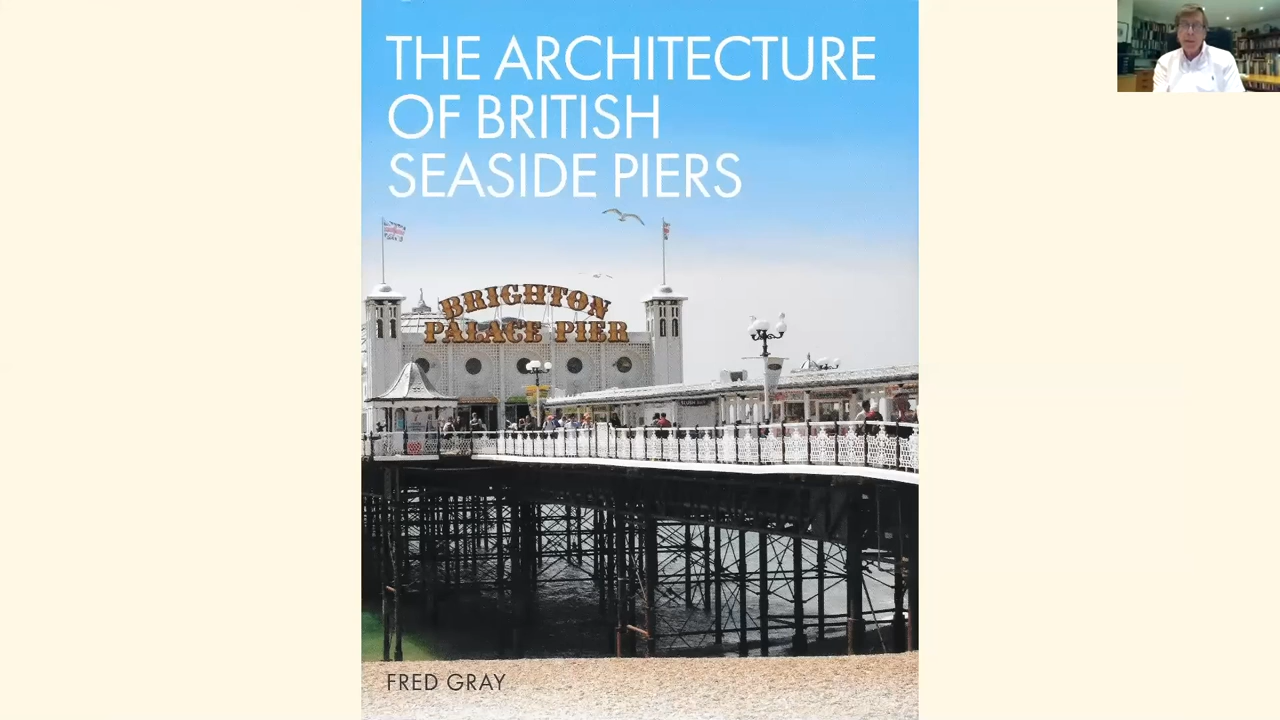 THE ARCHITECTURE
OF BRITISH
SEASIDE PIERS
BRIGHTON
PALACE PIER
FRED GRAY